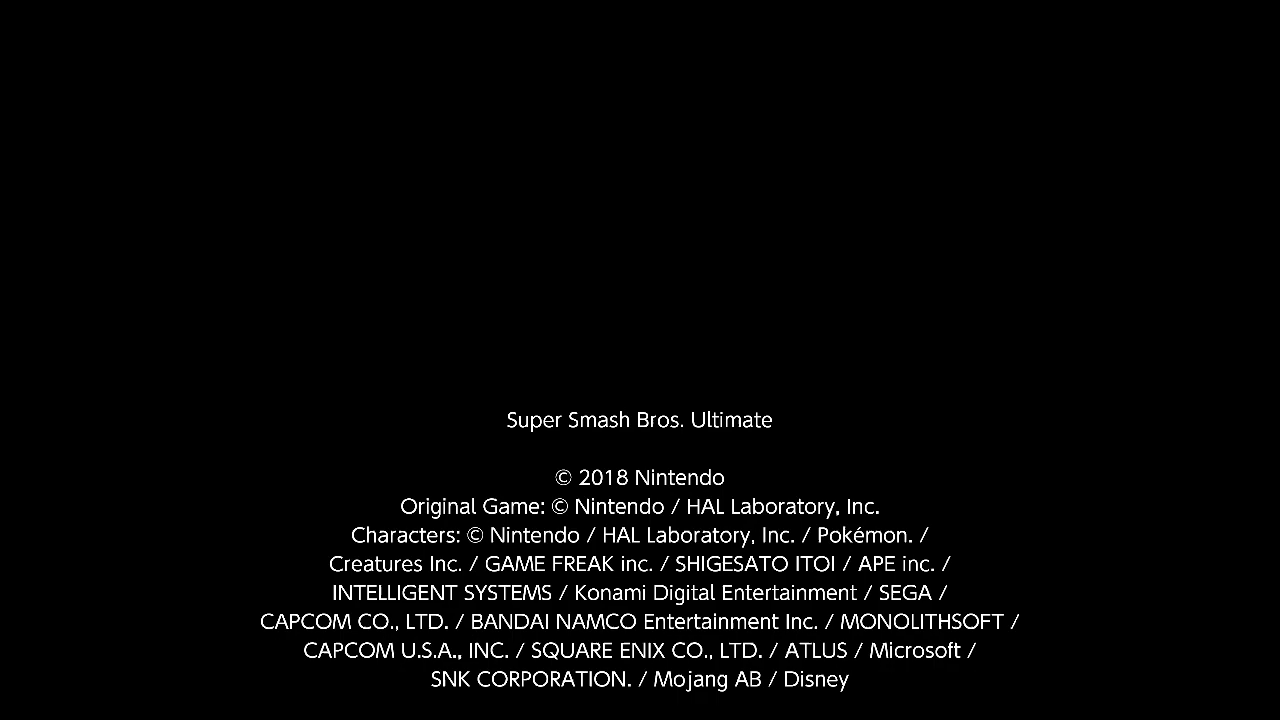 Super Smash Bros. Ultimate
© 2018 Nintendo
Original Game: © Nintendo / HAL Laboratory, Inc.
Characters: © Nintendo / HAL Laboratory, Inc. / Pokémon. /
Creatures Inc. / GAME FREAK inc. / SHIGESATO ITOI / APE inc. /
INTELLIGENT SYSTEMS / Konami Digital Entertainment / SEGA /
CAPCOM CO., LTD. / BANDAI NAMCO Entertainment Inc. / MONOLITHSOFT /
CAPCOM U.S.A., INC. / SQUARE ENIX CO., LTD. / ATLUS / Microsoft /
SNK CORPORATION. / Mojang AB / Disney